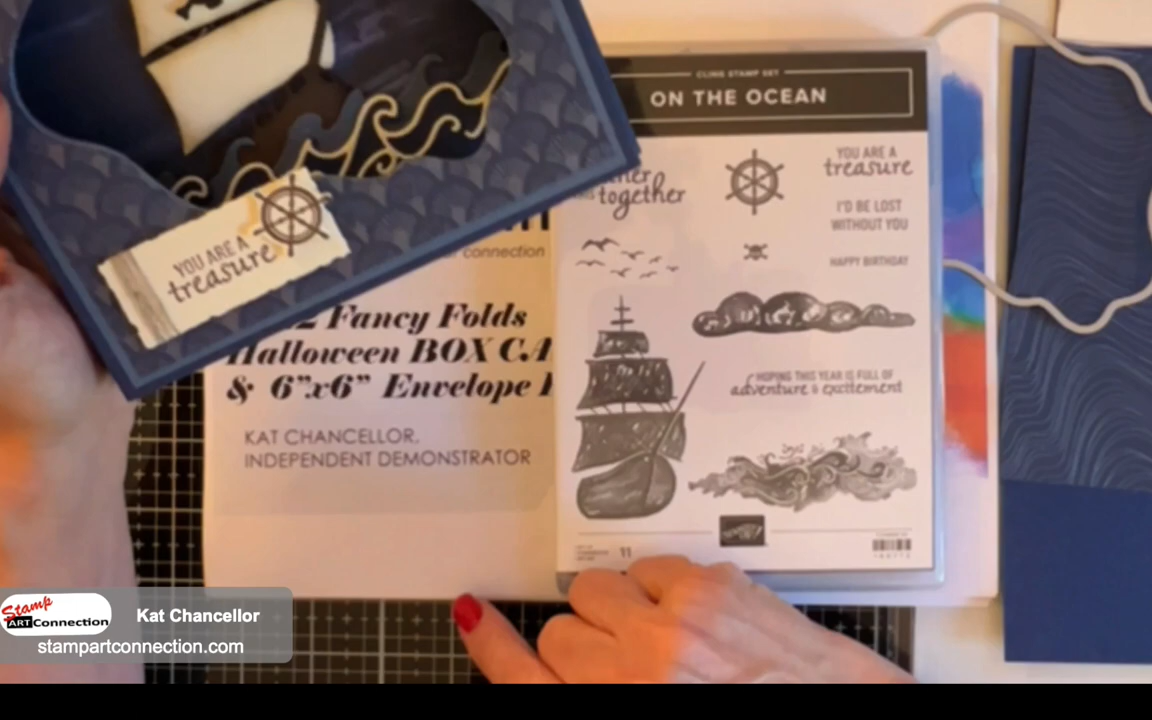 CLING STAMP SET
ON THE OCEAN
together
YOU ARE A
treasure
I'D BE LOST
WITHOUT YOU
HAPPY BIRTHDAY
HOPING THIS YEAR IS FULL OF
adventure & excitement
11
YOU ARE A
treasure
connection
Fancy Folds
Halloween BOX CA
& 6"x6" Envelope
KAT CHANCELLOR,
INDEPENDENT DEMONSTRATOR
Stamp
ART Connection
Kat Chancellor
stampartconnection.com